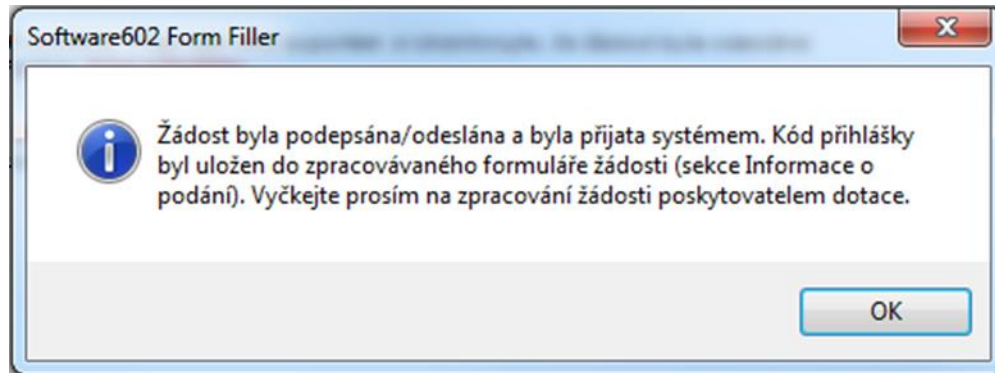 Software602 Form Filler
Žádost byla podepsána/odeslána a byla přijata systémem. Kód přihlášky
byl uložen do zpracovávaného formuláře žádosti (sekce Informace o
podání). Vyčkejte prosím na zpracování žádosti poskytovatelem dotace.
OK